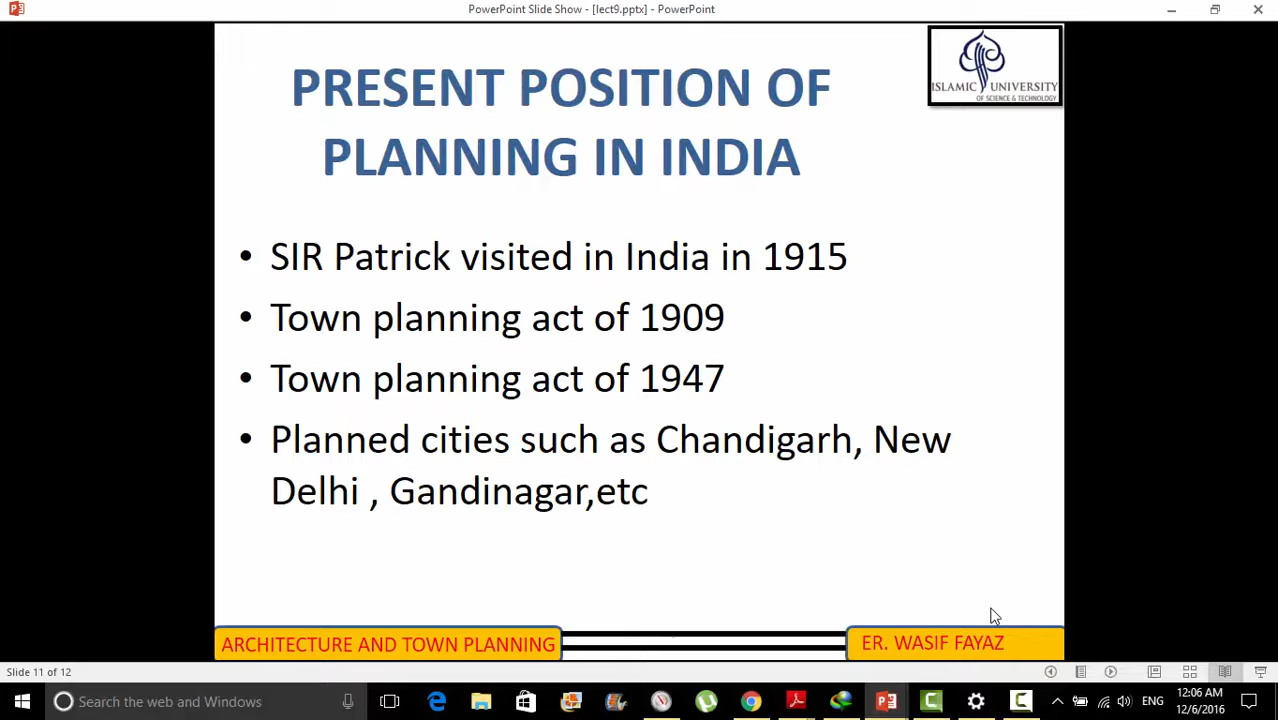 PowerPoint Slide Show - [lect9.pptx] - PowerPoint
PRESENT POSITION OF
PLANNING IN INDIA
ISLAMIC UNIVERSITY
OF SCIENCE & TECHNOLOGY
• SIR Patrick visited in India in 1915
• Town planning act of 1909
• Town planning act of 1947
• Planned cities such as Chandigarh, New
Delhi , Gandinagar,etc
ARCHITECTURE AND TOWN PLANNING
ER. WASIF FAYAZ
Slide 11 of 12
Search the web and Windows
ENG
12:06 AM
12/6/2016